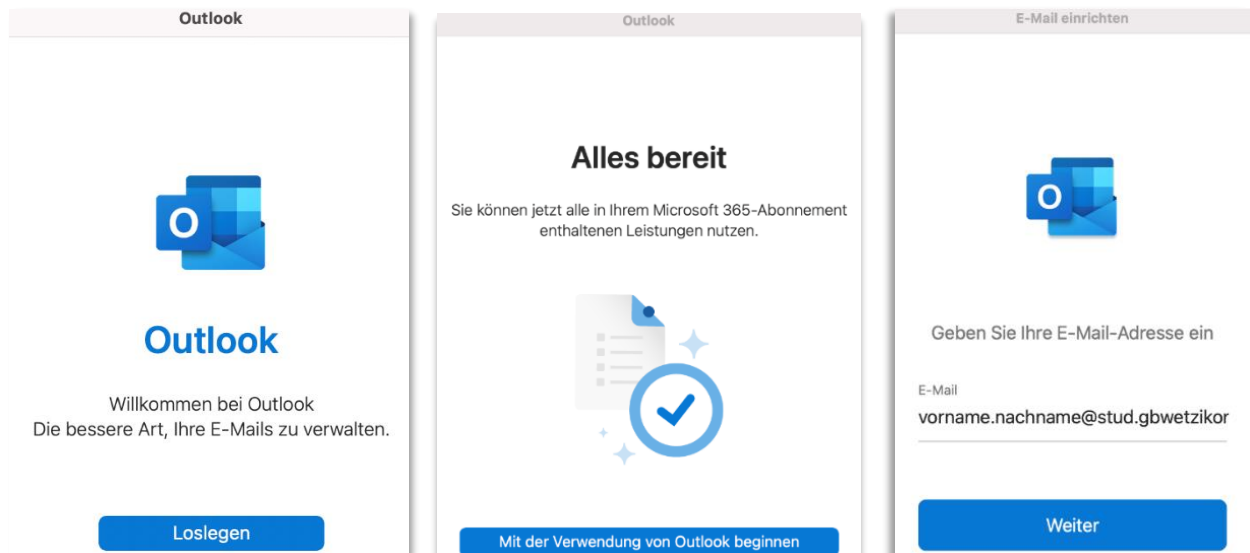 Outlook
O
Outlook
Willkommen bei Outlook
Die bessere Art, Ihre E-Mails zu verwalten.
Loslegen
Outlook
Alles bereit
Sie können jetzt alle in Ihrem Microsoft 365-Abonnement
enthaltenen Leistungen nutzen.
Mit der Verwendung von Outlook beginnen
E-Mail einrichten
O
Geben Sie Ihre E-Mail-Adresse ein
E-Mail
vorname.nachname@stud.gbwetzikor
Weiter